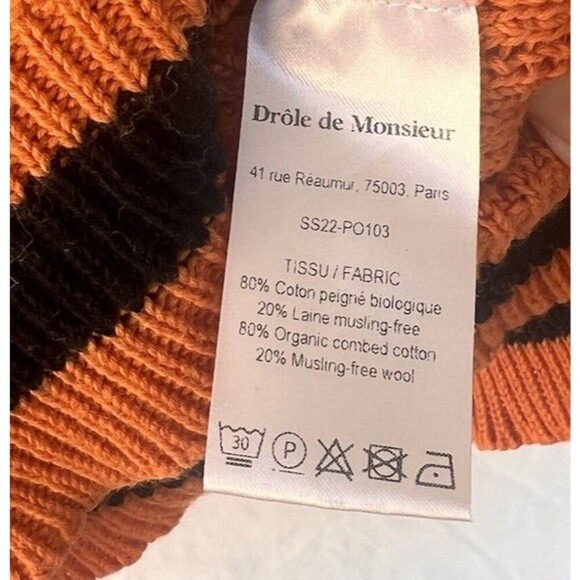 Drôle de Monsieur
41 rue Réaumur, 75003, Paris
SS22-PO103
TISSU / FABRIC
80% Coton peigné biologique
20% Laine musling-free
80% Organic combed cotton
20% Musling-free wool
30 P